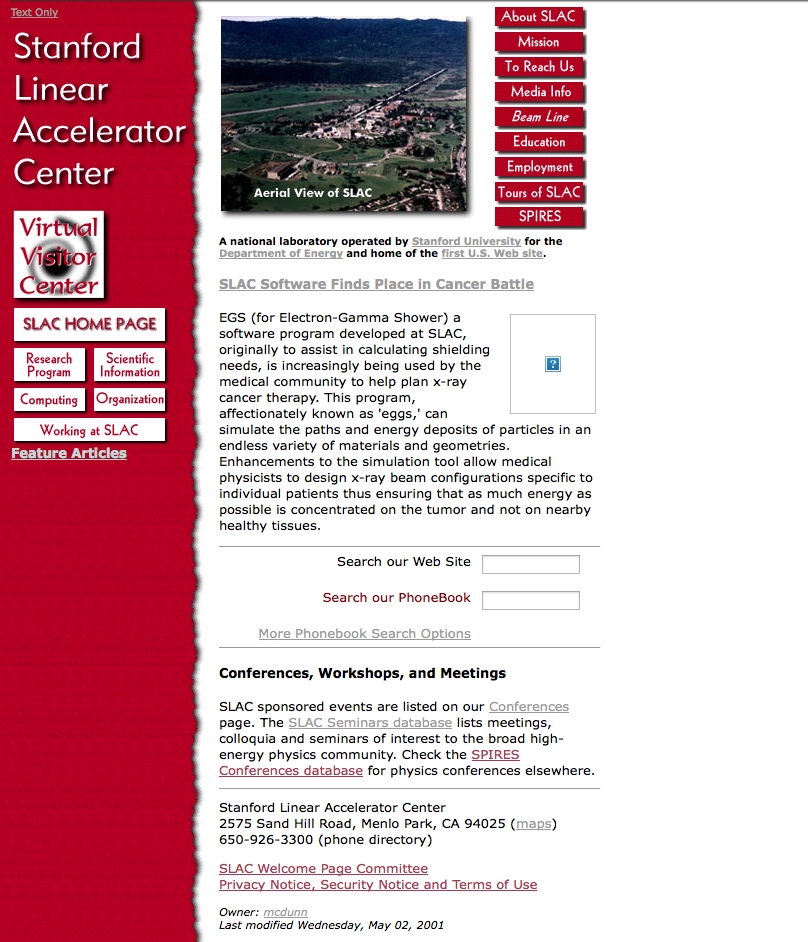 Text Only
Stanford
Linear
Accelerator
Center
Virtual
Visitor
Center
SLAC HOME PAGE
Research
Program
Scientific
Information
Computing
Organization
Working at SLAC
Feature Articles
Aerial View of SLAC
About SLAC
Mission
To Reach Us
Media Info
Beam Line
Education
Employment
Tours of SLAC
SPIRES
A national laboratory operated by Stanford University for the
Department of Energy and home of the first U.S. Web site.
SLAC Software Finds Place in Cancer Battle
EGS (for Electron-Gamma Shower) a
software program developed at SLAC,
originally to assist in calculating shielding
needs, is increasingly being used by the
medical community to help plan x-ray
cancer therapy. This program,
affectionately known as 'eggs,' can
simulate the paths and energy deposits of particles in an
endless variety of materials and geometries.
Enhancements to the simulation tool allow medical
physicists to design x-ray beam configurations specific to
individual patients thus ensuring that as much energy as
possible is concentrated on the tumor and not on nearby
healthy tissues.
?
Search our Web Site
Search our PhoneBook
More Phonebook Search Options
Conferences, Workshops, and Meetings
SLAC sponsored events are listed on our Conferences
page. The SLAC Seminars database lists meetings,
colloquia and seminars of interest to the broad high-
energy physics community. Check the SPIRES
Conferences database for physics conferences elsewhere.
Stanford Linear Accelerator Center
2575 Sand Hill Road, Menlo Park, CA 94025 (maps)
650-926-3300 (phone directory)
SLAC Welcome Page Committee
Privacy Notice, Security Notice and Terms of Use
Owner: mcdunn
Last modified Wednesday, May 02, 2001